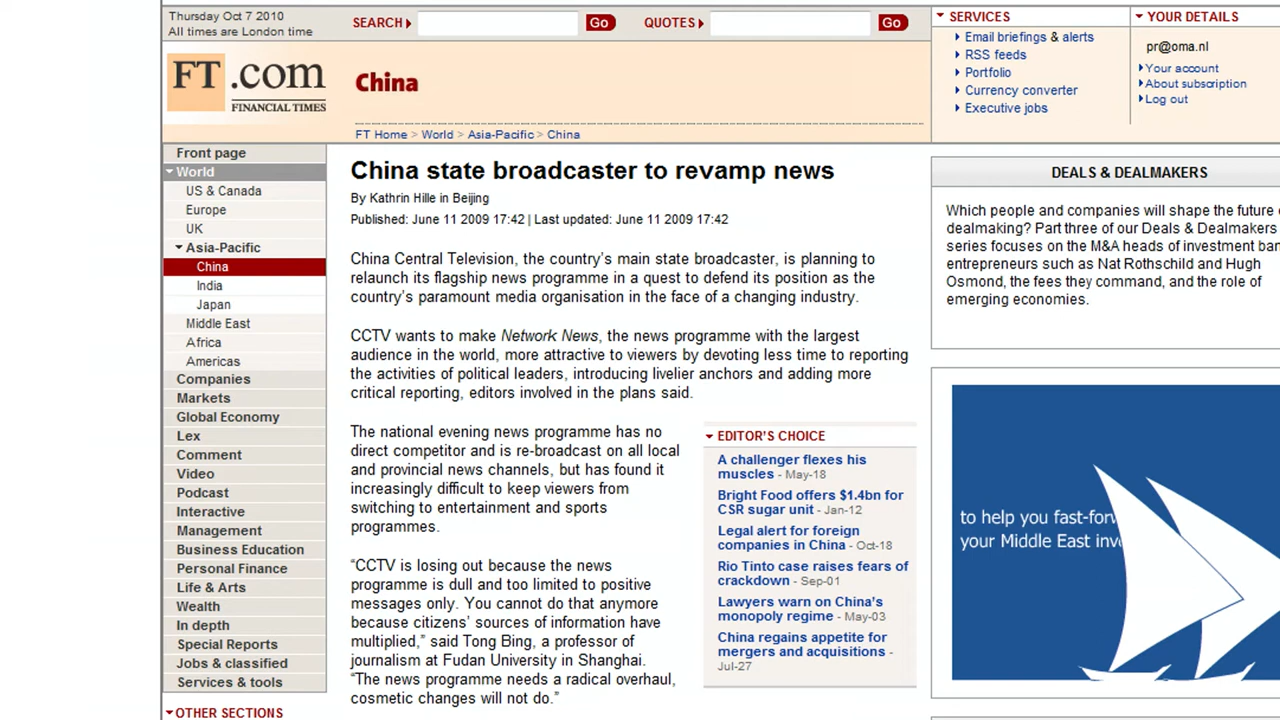 Thursday Oct 7 2010
All times are London time
SEARCH
Go
QUOTES
Go
SERVICES
Email briefings & alerts
RSS feeds
Portfolio
Currency converter
Executive jobs
YOUR DETAILS
pr@oma.nl
Your account
About subscription
Log out
FT.com
FINANCIAL TIMES
China
FT Home > World > Asia-Pacific > China
Front page
World
US & Canada
Europe
UK
Asia-Pacific
China
India
Japan
Middle East
Africa
Americas
Companies
Markets
Global Economy
Lex
Comment
Video
Podcast
Interactive
Management
Business Education
Personal Finance
Life & Arts
Wealth
In depth
Special Reports
Jobs & classified
Services & tools
OTHER SECTIONS
China state broadcaster to revamp news
By Kathrin Hille in Beijing
Published: June 11 2009 17:42 | Last updated: June 11 2009 17:42
China Central Television, the country’s main state broadcaster, is planning to
relaunch its flagship news programme in a quest to defend its position as the
country’s paramount media organisation in the face of a changing industry.
CCTV wants to make Network News, the news programme with the largest
audience in the world, more attractive to viewers by devoting less time to reporting
the activities of political leaders, introducing livelier anchors and adding more
critical reporting, editors involved in the plans said.
The national evening news programme has no
direct competitor and is re-broadcast on all local
and provincial news channels, but has found it
increasingly difficult to keep viewers from
switching to entertainment and sports
programmes.
“CCTV is losing out because the news
programme is dull and too limited to positive
messages only. You cannot do that anymore
because citizens’ sources of information have
multiplied,” said Tong Bing, a professor of
journalism at Fudan University in Shanghai.
“The news programme needs a radical overhaul,
cosmetic changes will not do.”
EDITOR’S CHOICE
A challenger flexes his
muscles - May-18
Bright Food offers $1.4bn for
CSR sugar unit - Jan-12
Legal alert for foreign
companies in China - Oct-18
Rio Tinto case raises fears of
crackdown - Sep-01
Lawyers warn on China’s
monopoly regime - May-03
China regains appetite for
mergers and acquisitions -
Jul-27
DEALS & DEALMAKERS
Which people and companies will shape the future
dealmaking? Part three of our Deals & Dealmakers
series focuses on the M&A heads of investment
entrepreneurs such as Nat Rothschild and Hugh
Osmond, the fees they command, and the role of
emerging economies.
to help you
your Middle East